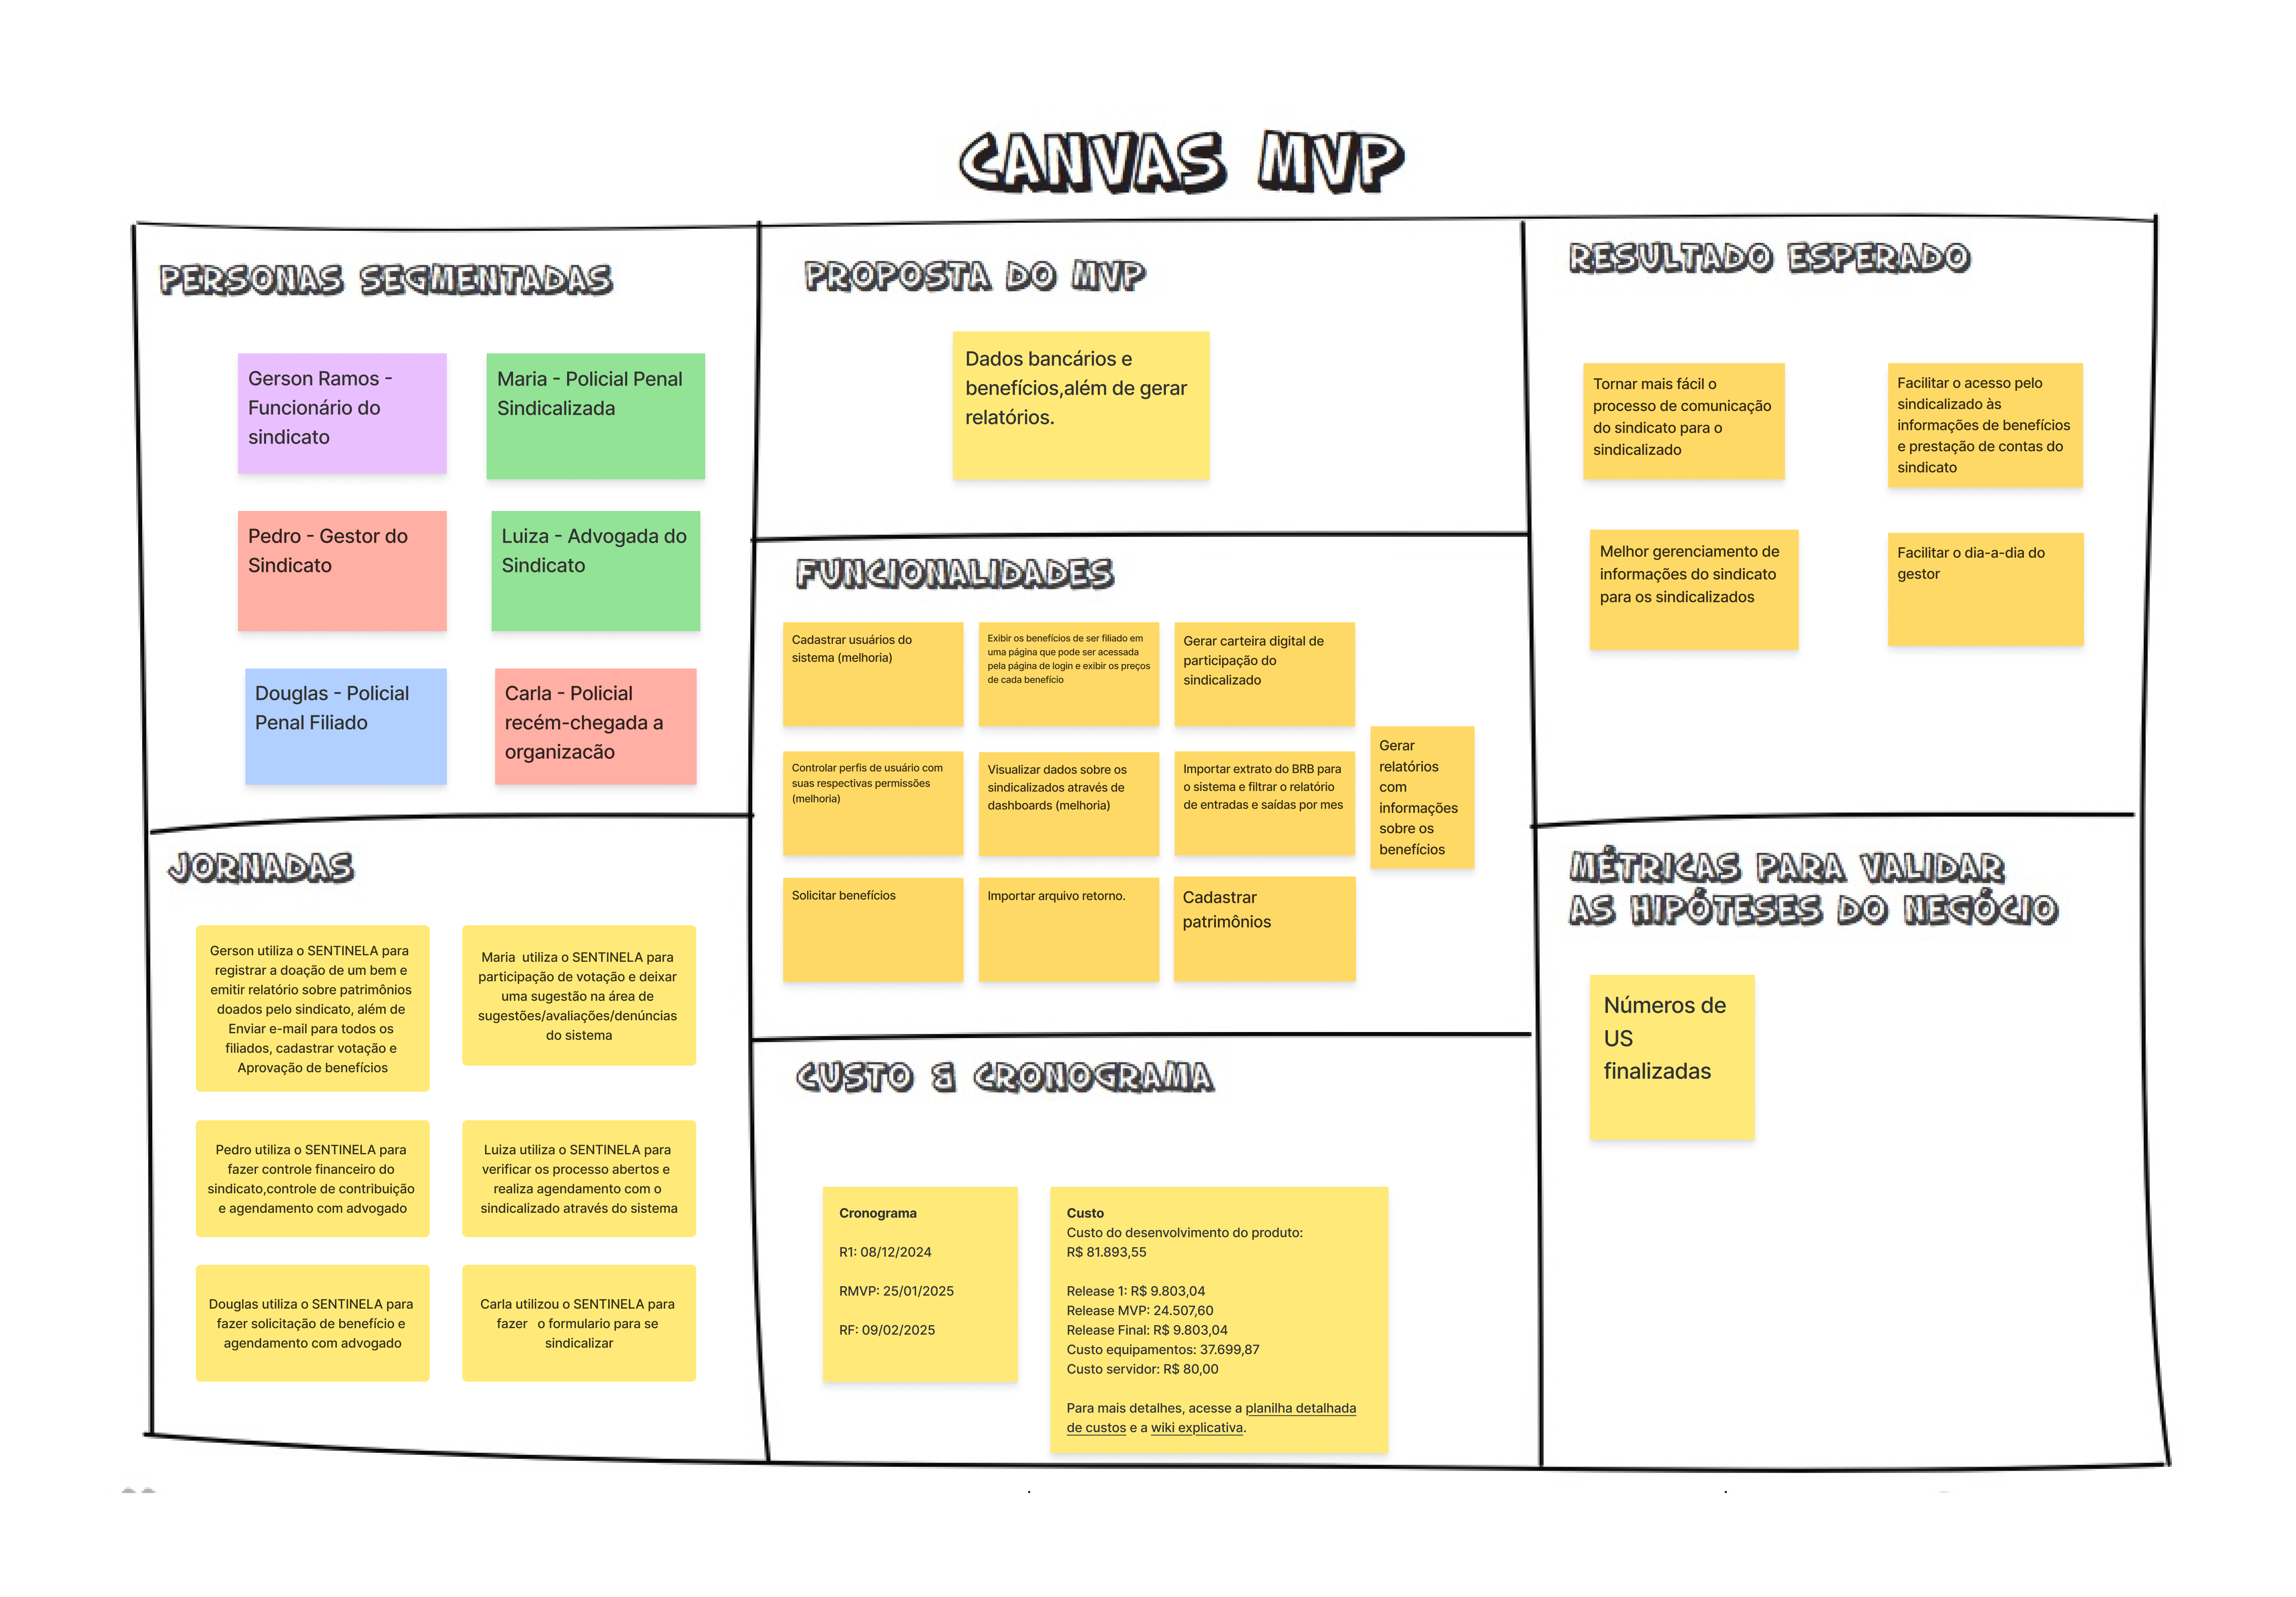 CANVAS MVP
PERSONAS SEGMENTADAS
Gerson Ramos -
Funcionário do
sindicato
Maria - Policial Penal
Sindicalizada
Pedro - Gestor do
Sindicato
Luiza - Advogada do
Sindicato
Douglas - Policial
Penal Filiado
Carla - Policial
recém-chegada a
organizacão
JORNADAS
Gerson utiliza o SENTINELA para
registrar a doação de um bem e
emitir relatório sobre patrimônios
doados pelo sindicato, além de
Enviar e-mail para todos os
filiados, cadastrar votação e
Aprovação de benefícios
Maria utiliza o SENTINELA para
participação de votação e deixar
uma sugestão na área de
sugestões/avaliações/denúncias
do sistema
Pedro utiliza o SENTINELA para
fazer controle financeiro do
sindicato,controle de contribuição
e agendamento com advogado
Luiza utiliza o SENTINELA para
verificar os processo abertos e
realiza agendamento com o
sindicalizado através do sistema
Douglas utiliza o SENTINELA para
fazer solicitação de benefício e
agendamento com advogado
Carla utilizou o SENTINELA para
fazer o formulario para se
sindicalizar
PROPOSTA DO MVP
Dados bancários e
benefícios,além de gerar
relatórios.
FUNCIONALIDADES
Cadastrar usuários do
sistema (melhoria)
Exibir os benefícios de ser filiado em
uma página que pode ser acessada
pela página de login e exibir os preços
de cada benefício
Gerar carteira digital de
participação do
sindicalizado
Controlar perfis de usuário com
suas respectivas permissões
(melhoria)
Visualizar dados sobre os
sindicalizados através de
dashboards (melhoria)
Importar extrato do BRB para
o sistema e filtrar o relatório
de entradas e saídas por mes
Gerar
relatórios
com
informações
sobre os
benefícios
Solicitar benefícios
Importar arquivo retorno.
Cadastrar
patrimônios
CUSTO & CRONOGRAMA
Cronograma
R1: 08/12/2024
RMVP: 25/01/2025
RF: 09/02/2025
Custo
Custo do desenvolvimento do produto:
R$ 81.893,55
Release 1: R$ 9.803,04
Release MVP: 24.507,60
Release Final: R$ 9.803,04
Custo equipamentos: 37.699,87
Custo servidor: R$ 80,00
Para mais detalhes, acesse a planilha detalhada
de custos e a wiki explicativa.
RESULTADO ESPERADO
Tornar mais fácil o
processo de comunicação
do sindicato para o
sindicalizado
Facilitar o acesso pelo
sindicalizado às
informações de benefícios
e prestação de contas do
sindicato
Melhor gerenciamento de
informações do sindicato
para os sindicalizados
Facilitar o dia-a-dia do
gestor
MÉTRICAS PARA VALIDAR
AS HIPÓTESES DO NEGÓCIO
Números de
US
finalizadas